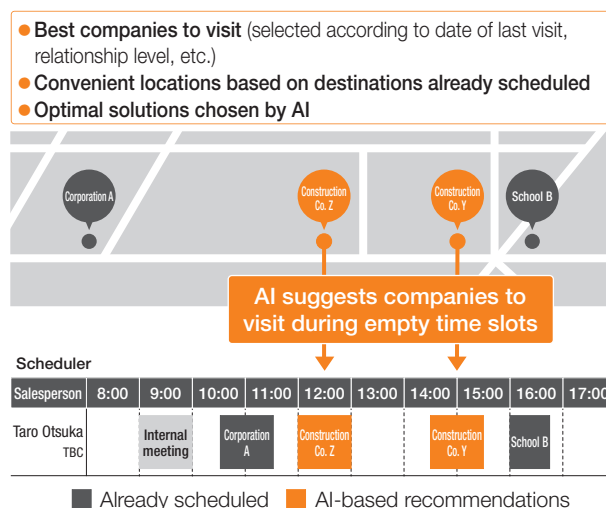 ● Best companies to visit (selected according to date of last visit,
relationship level, etc.)
● Convenient locations based on destinations already scheduled
● Optimal solutions chosen by AI
Corporation A
Construction
Co. Z
Construction
Co. Y
School B
AI suggests companies to
visit during empty time slots
Scheduler
Salesperson 8:00 9:00 10:00 11:00 12:00 13:00 14:00 15:00 16:00 17:00
Taro Otsuka
TBC
Internal
meeting
Corporation
A
Construction
Co. Z
Construction
Co. Y
School B
Already scheduled AI-based recommendations